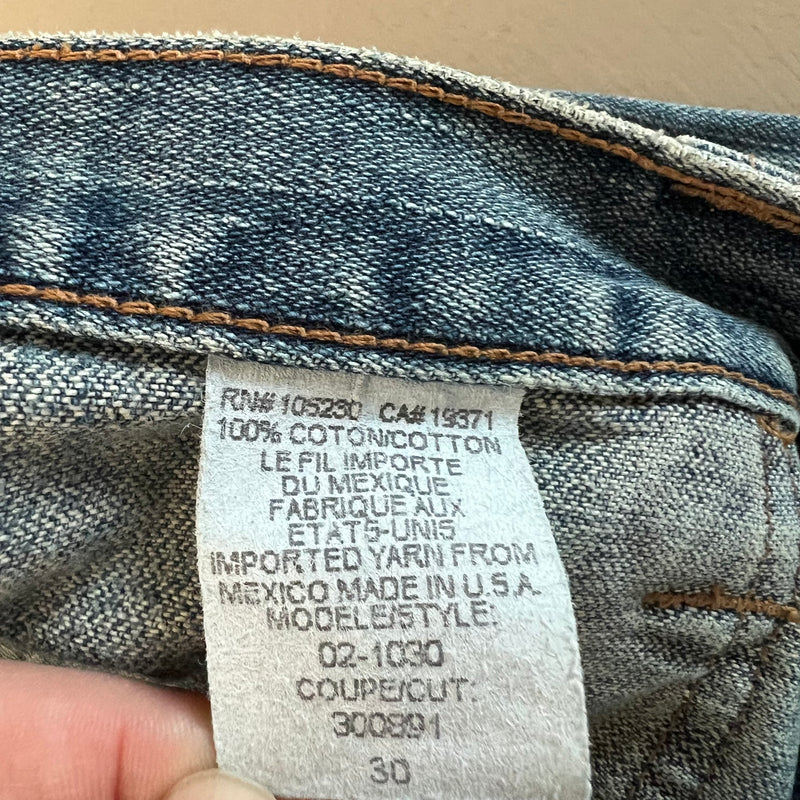 RN# 105230 CA# 19371
100% COTON/COTTON
LE FIL IMPORTE
DU MEXIQUE
FABRIQUE AUX
ETATS-UNIS
IMPORTED YARN FROM
MEXICO MADE IN U.S.A.
MODELE/STYLE:
02-1030
COUPE/CUT:
300891
30